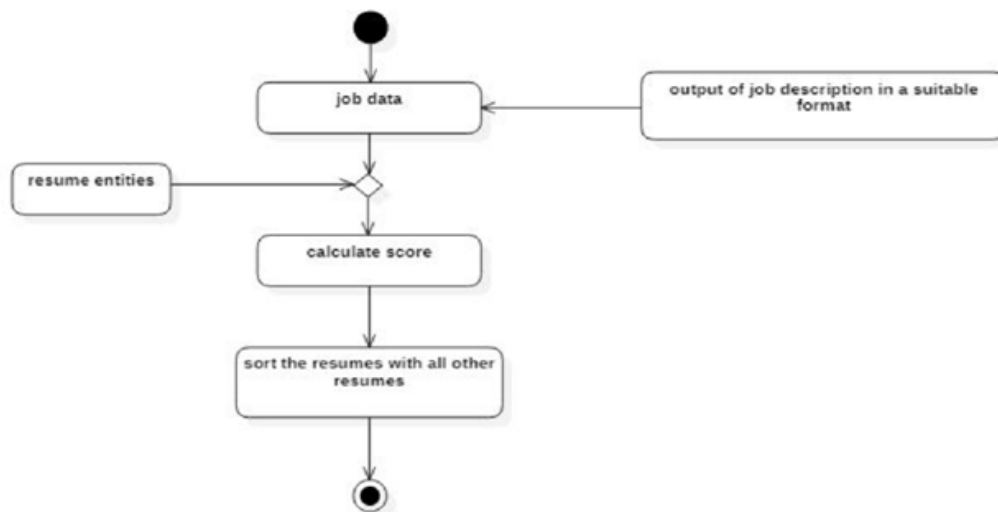 job data
output of job description in a suitable
format
resume entities
calculate score
sort the resumes with all other
resumes